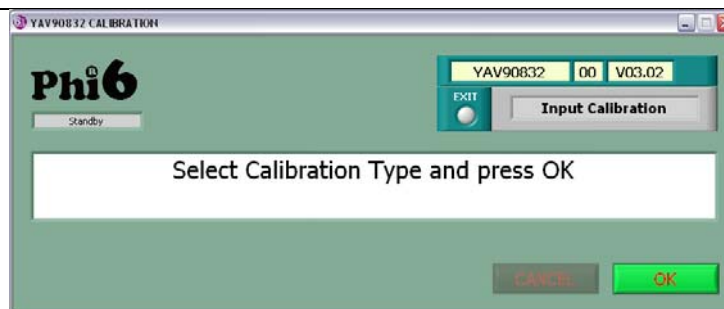 YAV90832 CALIBRATION
Phi6
®
Standby
YAV90832 00 V03.02
EXIT
Input Calibration
Select Calibration Type and press OK
CANCEL OK